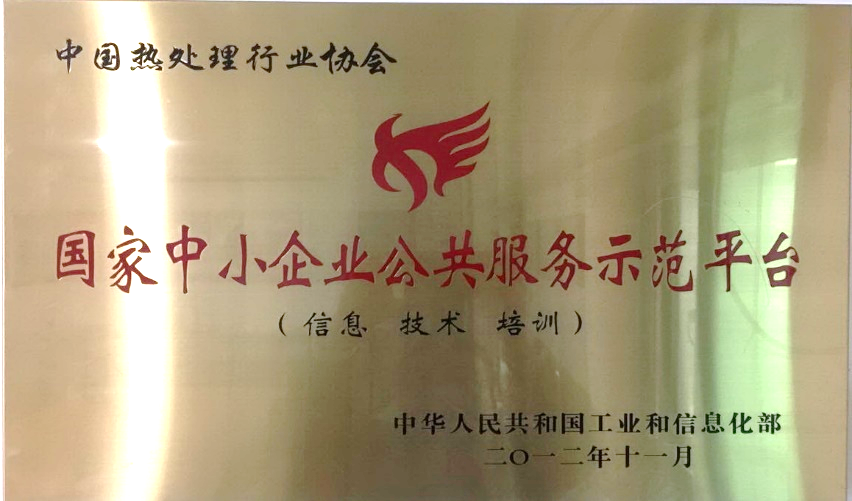 中国热处理行业协会
国家中小企业公共服务示范平台
（信息 技术 培训）
中华人民共和国工业和信息化部
二〇一二年十一月